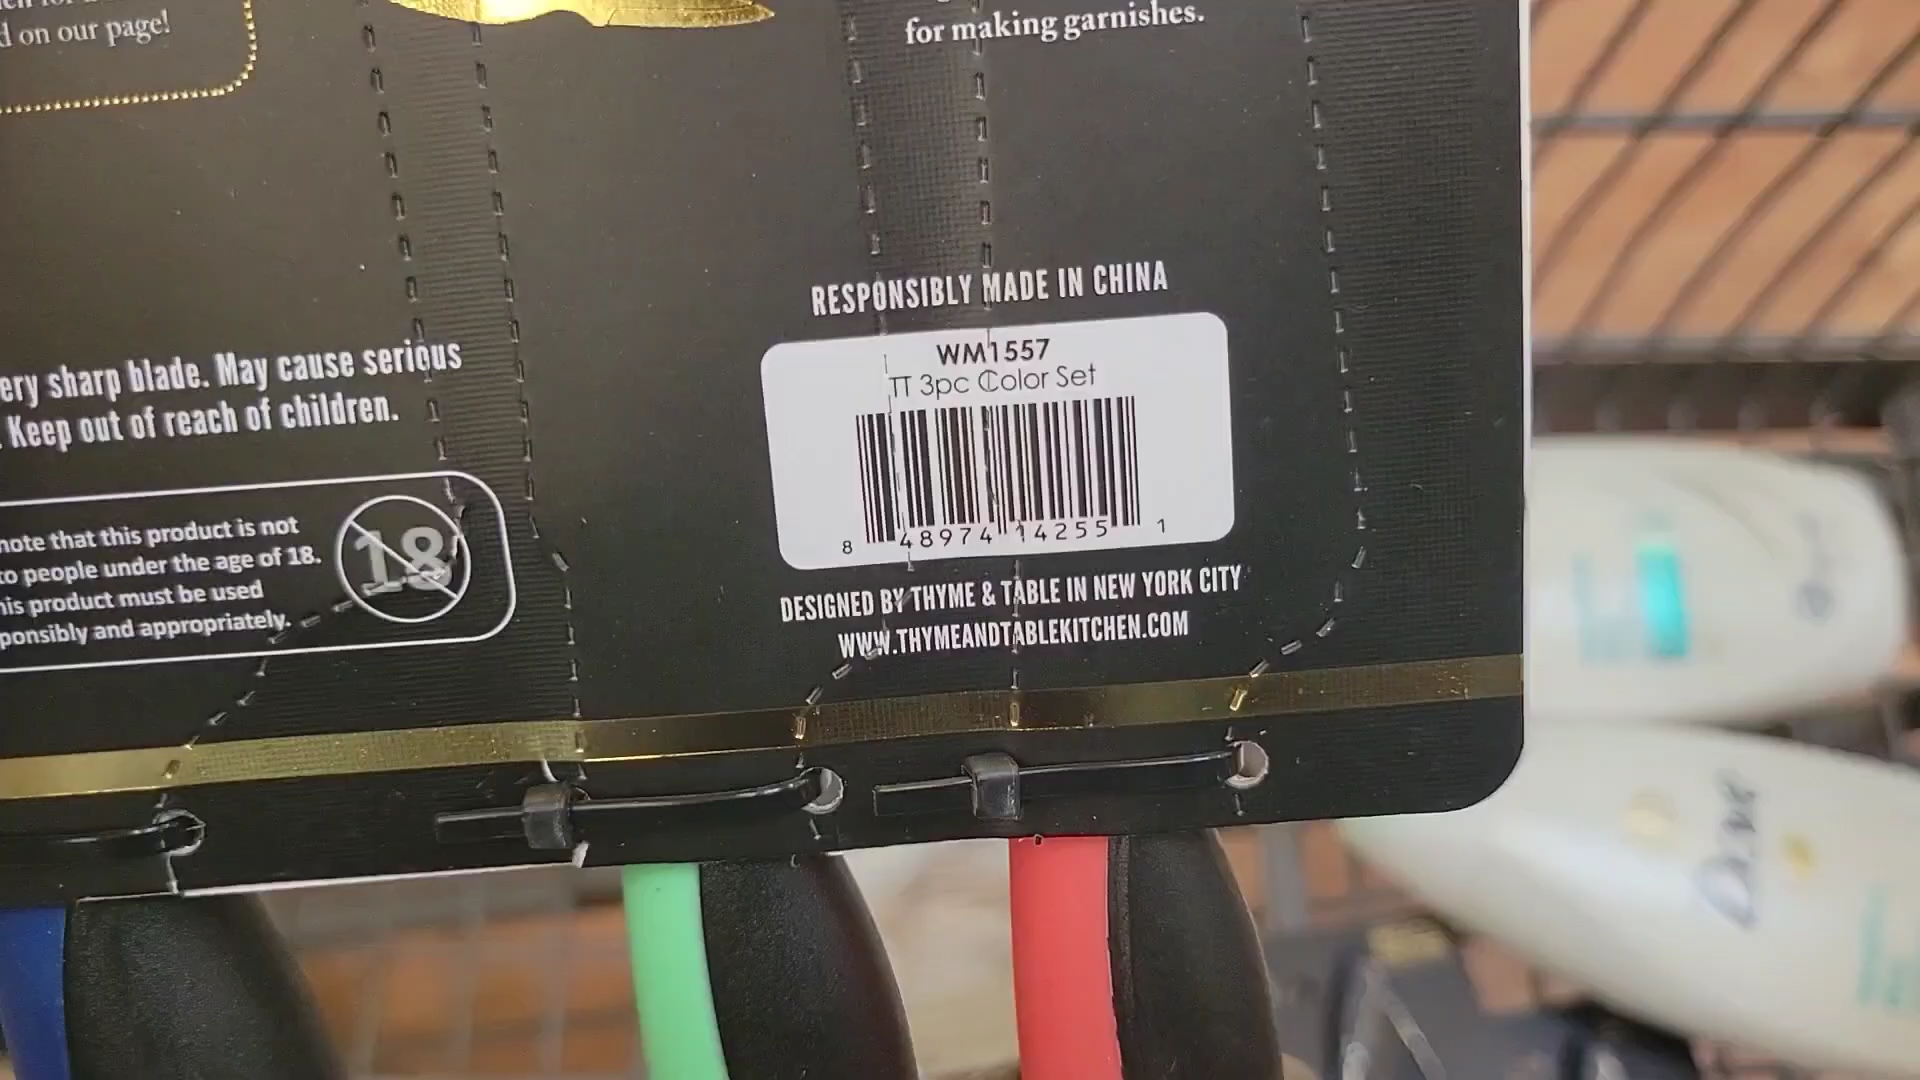 d on our page!
for making garnishes.
RESPONSIBLY MADE IN CHINA
WM1557
TT 3pc Color Set
8 48974 14255 1
DESIGNED BY THYME & TABLE IN NEW YORK CITY
WWW.THYMEANDTABLEKITCHEN.COM
ery sharp blade. May cause serious
. Keep out of reach of children.
note that this product is not
to people under the age of 18.
his product must be used
ponsibly and appropriately.
18
Dove